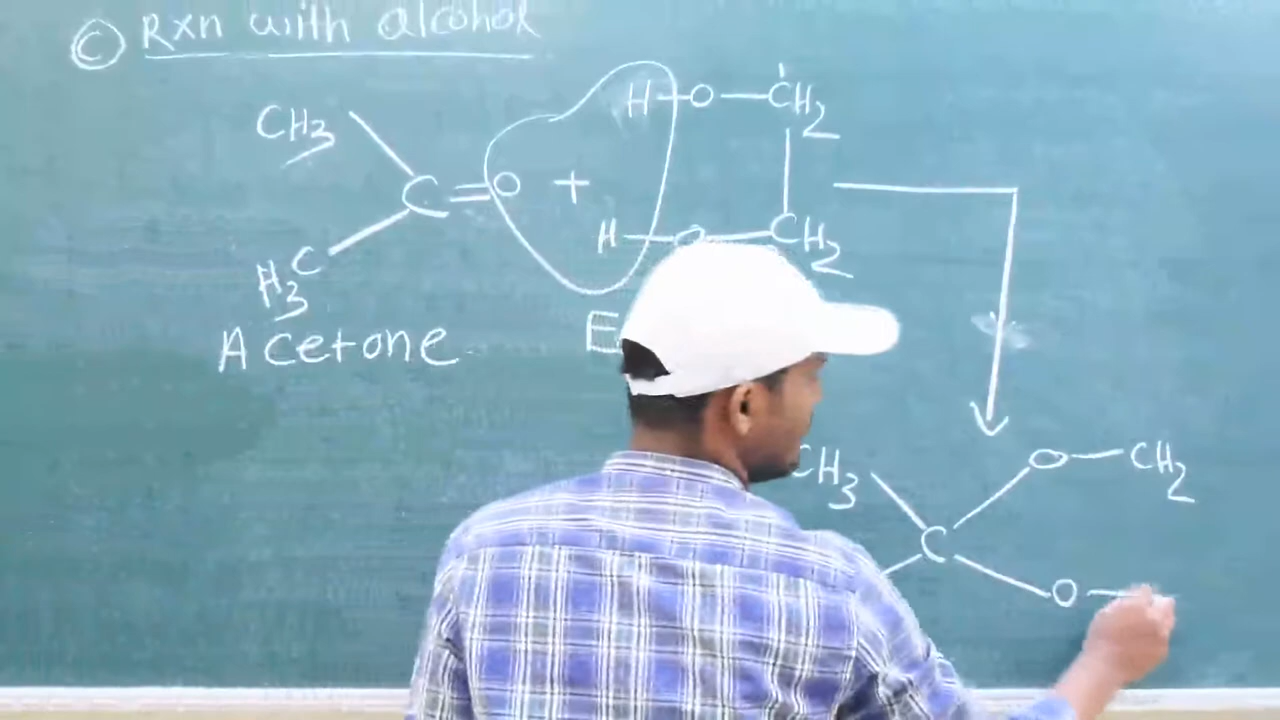 © Rxn with alcohol
CH3
H-O-CH2
C=O +
H-O-CH2
H3C
Acetone
E
CH3
O-CH2
C
O-